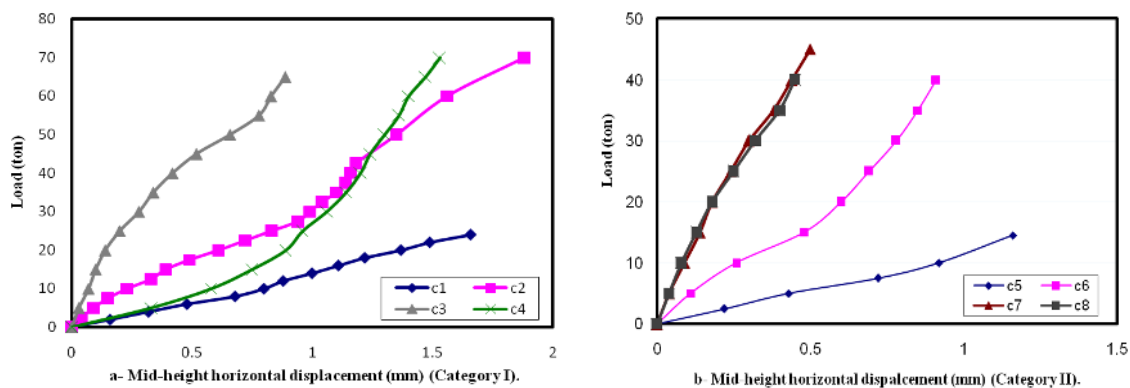 80
70
60
50
40
30
20
10
0
Load (ton)
0 0.5 1 1.5 2
c1 c2
c3 c4
a- Mid-height horizontal displacement (mm) (Category I).
50
40
30
20
10
0
Load (ton)
0 0.5 1 1.5
c5 c6
c7 c8
b- Mid-height horizontal dispalcement (mm) (Category II).